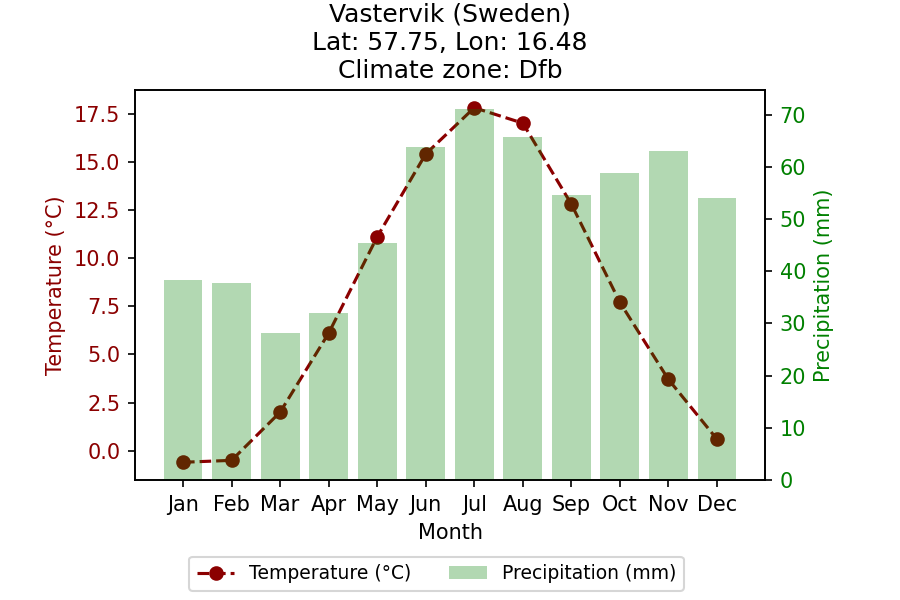 Vastervik (Sweden)
Lat: 57.75, Lon: 16.48
Climate zone: Dfb
Temperature (°C)
17.5
15.0
12.5
10.0
7.5
5.0
2.5
0.0
70
60
50
40
30
20
10
0
Precipitation (mm)
Jan Feb Mar Apr May Jun Jul Aug Sep Oct Nov Dec
Month
Temperature (°C) Precipitation (mm)